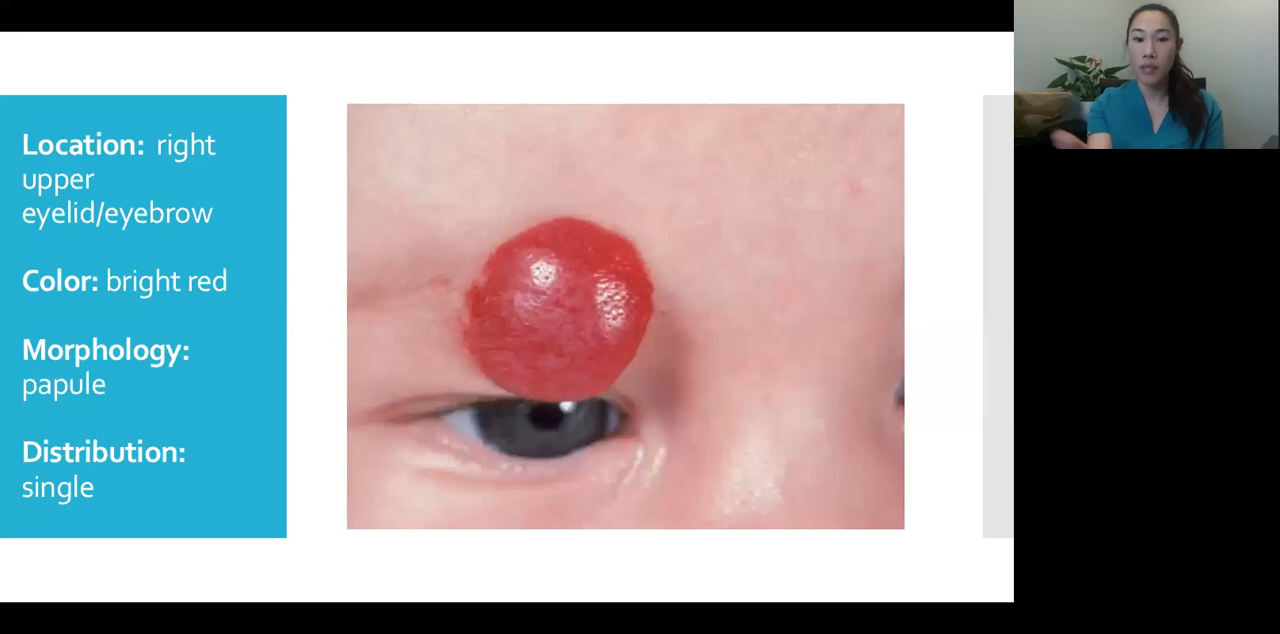 Location: right
upper
eyelid/eyebrow
Color: bright red
Morphology:
papule
Distribution:
single